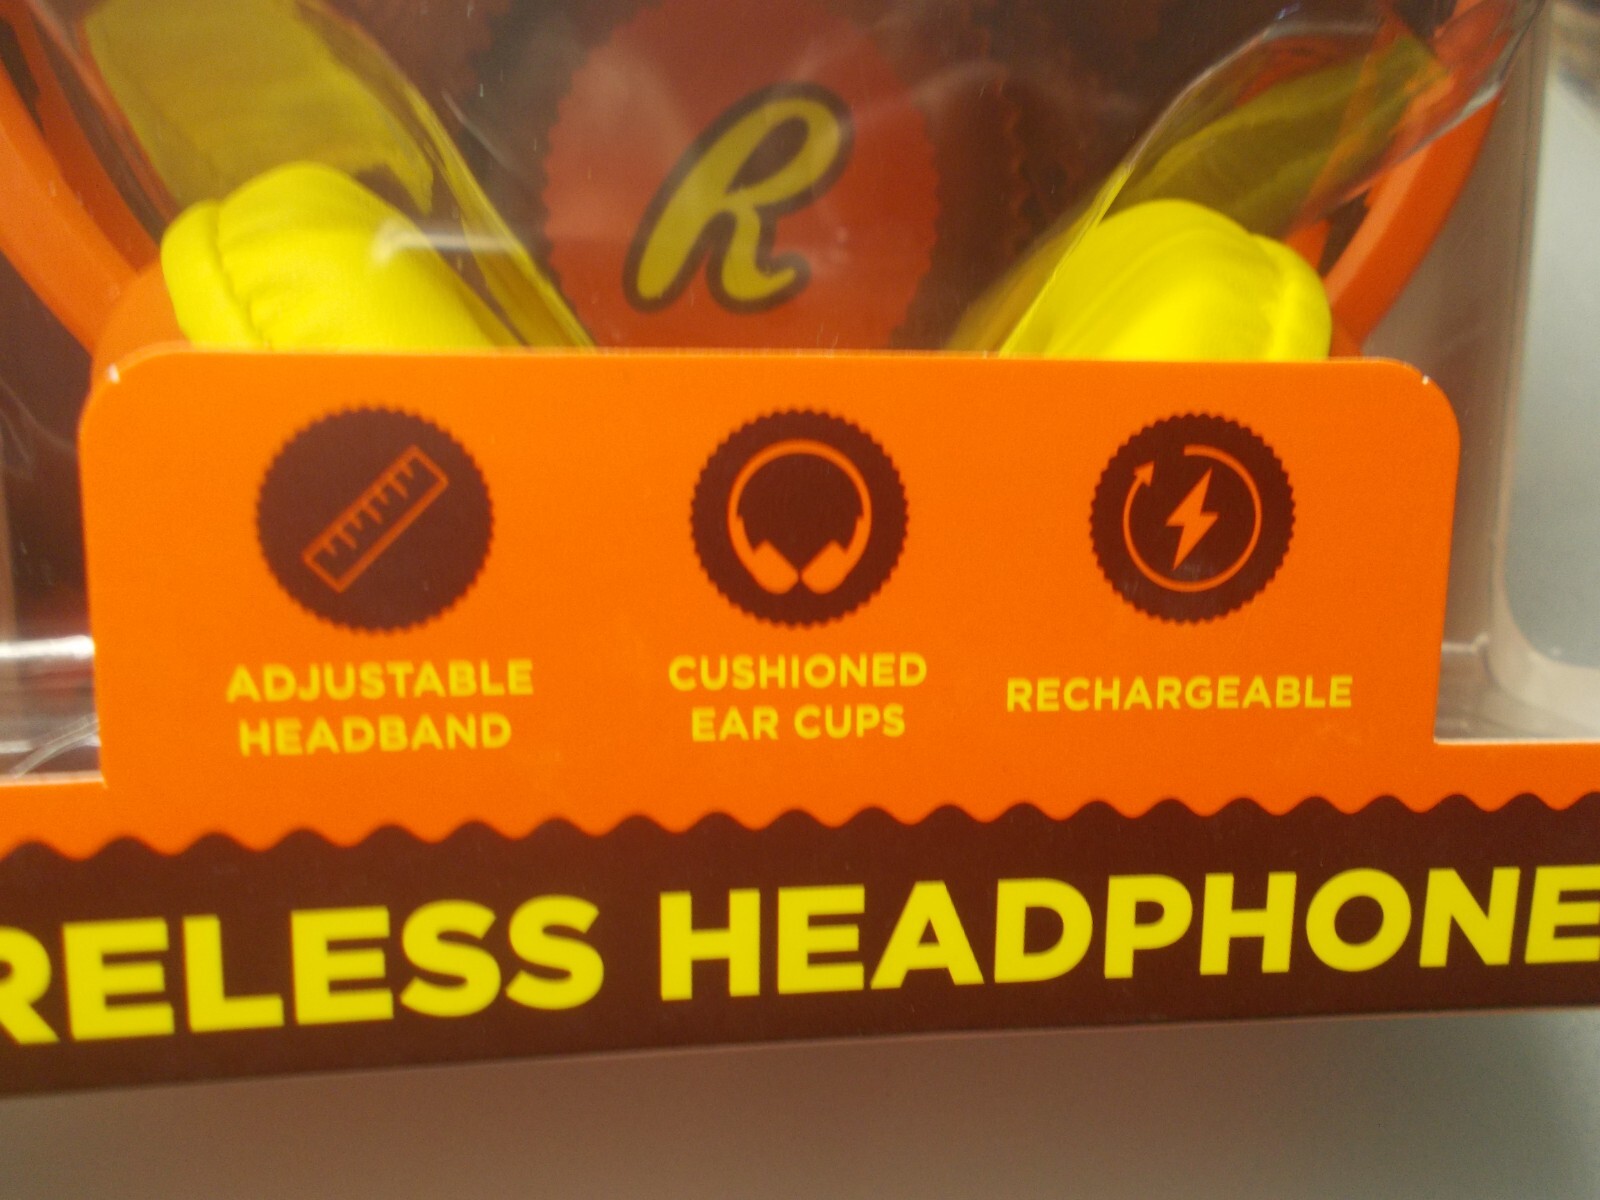 R
ADJUSTABLE
HEADBAND
CUSHIONED
EAR CUPS
RECHARGEABLE
RELESS HEADPHONE